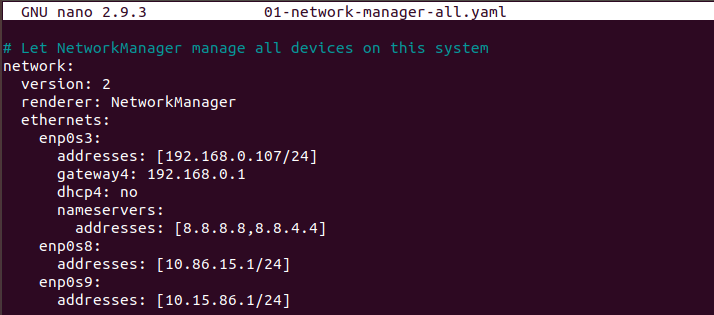 GNU nano 2.9.3 01-network-manager-all.yaml
# Let NetworkManager manage all devices on this system
network:
  version: 2
  renderer: NetworkManager
  ethernets:
    enp0s3:
      addresses: [192.168.0.107/24]
      gateway4: 192.168.0.1
      dhcp4: no
      nameservers:
        addresses: [8.8.8.8,8.8.4.4]
    enp0s8:
      addresses: [10.86.15.1/24]
    enp0s9:
      addresses: [10.15.86.1/24]